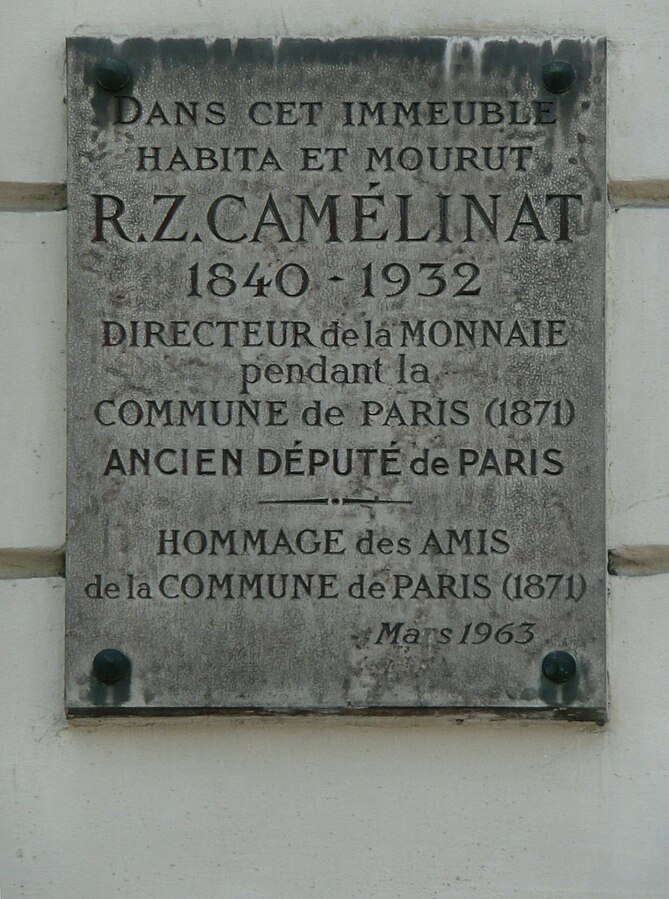 DANS CET IMMEUBLE
HABITA ET MOURUT
R.Z.CAMÉLINAT
1840 - 1932
DIRECTEUR de la MONNAIE
pendant la
COMMUNE de PARIS (1871)
ANCIEN DÉPUTÉ de PARIS
HOMMAGE des AMIS
de la COMMUNE de PARIS (1871)
Mars 1963